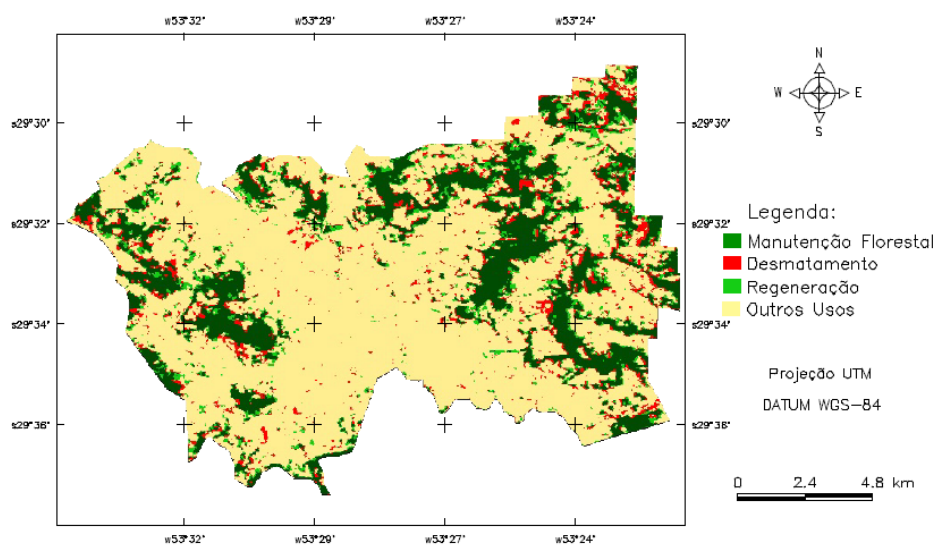 w53°32' w53°29' w53°27' w53°24'
N
W E
S
s29°30' s29°30'
s29°32' s29°32'
s29°34' s29°34'
s29°36' s29°36'
w53°32' w53°29' w53°27' w53°24'
Legenda:
Manutenção Florestal
Desmatamento
Regeneração
Outros Usos
Projeção UTM
DATUM WGS-84
0 2.4 4.8 km